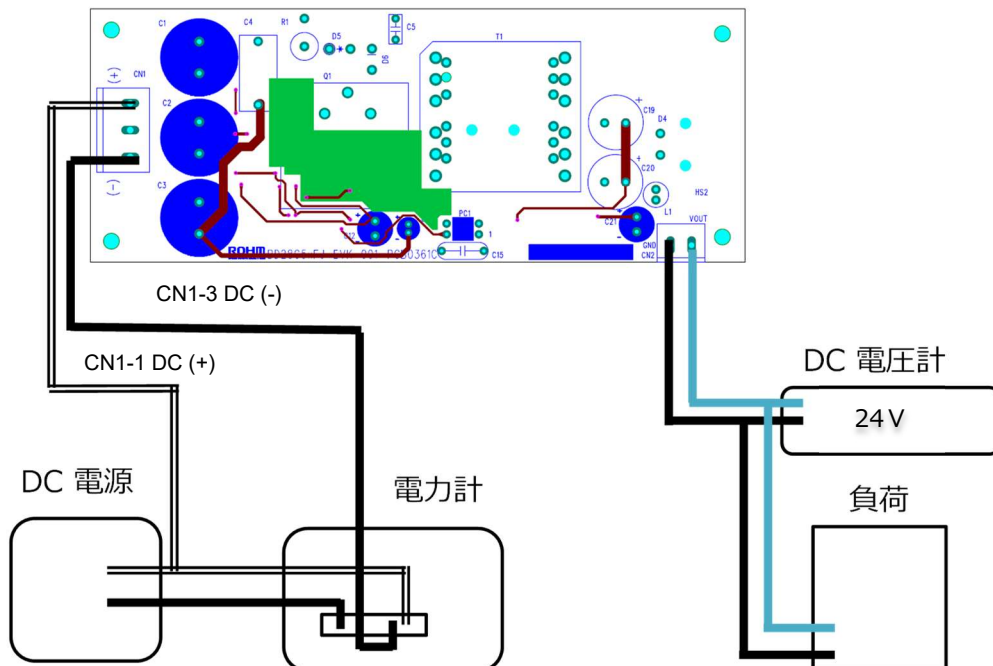 C1
C4
R1
D5
C5
D6
T1
(+)
CN1
Q1
C2
C19
+
D4
C20
+
C3
(-)
HS2
L1
PC1
1
C21
VOUT
GND
CN2
ROHM
C15
CN1-3 DC (-)
CN1-1 DC (+)
DC 電圧計
24V
DC 電源
電力計
負荷